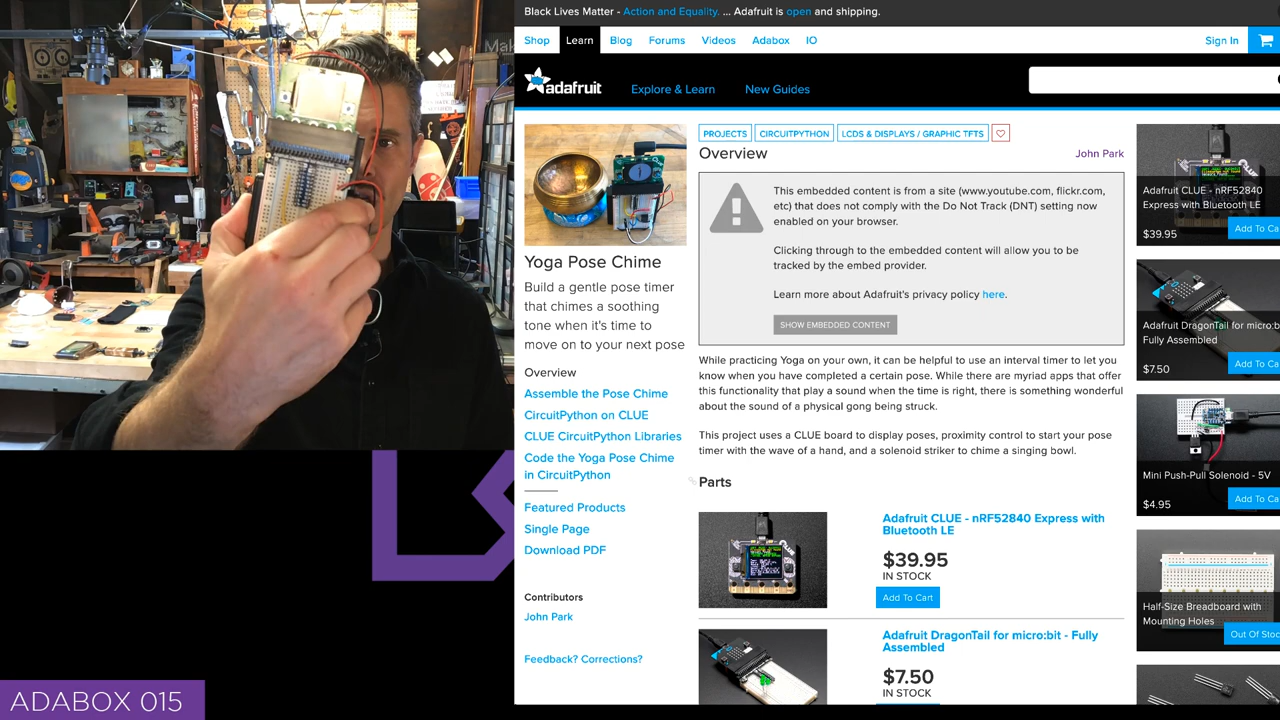 Black Lives Matter - Action and Equality. ... Adafruit is open and shipping.
Shop Learn Blog Forums Videos Adabox IO Sign In
adafruit Explore & Learn New Guides
PROJECTS CIRCUITPYTHON LCDS & DISPLAYS / GRAPHIC TFTS
Overview John Park
This embedded content is from a site (www.youtube.com, flickr.com,
etc) that does not comply with the Do Not Track (DNT) setting now
enabled on your browser.
Clicking through to the embedded content will allow you to be
tracked by the embed provider.
Learn more about Adafruit's privacy policy here.
SHOW EMBEDDED CONTENT
While practicing Yoga on your own, it can be helpful to use an interval timer to let you
know when you have completed a certain pose. While there are myriad apps that offer
this functionality that play a sound when the time is right, there is something wonderful
about the sound of a physical gong being struck.
This project uses a CLUE board to display poses, proximity control to start your pose
timer with the wave of a hand, and a solenoid striker to chime a singing bowl.
Parts
Adafruit CLUE - nRF52840 Express with
Bluetooth LE
$39.95
IN STOCK
Add To Cart
Adafruit DragonTail for micro:bit - Fully
Assembled
$7.50
IN STOCK
Yoga Pose Chime
Build a gentle pose timer
that chimes a soothing
tone when it's time to
move on to your next pose
Overview
Assemble the Pose Chime
CircuitPython on CLUE
CLUE CircuitPython Libraries
Code the Yoga Pose Chime
in CircuitPython
Featured Products
Single Page
Download PDF
Contributors
John Park
Feedback? Corrections?
Adafruit CLUE - nRF52840
Express with Bluetooth LE
$39.95 Add To Ca
Adafruit DragonTail for micro:bi
Fully Assembled
$7.50 Add To Ca
Mini Push-Pull Solenoid - 5V
$4.95 Add To Ca
Half-Size Breadboard with
Mounting Holes
Out Of Stoc
ADABOX 015